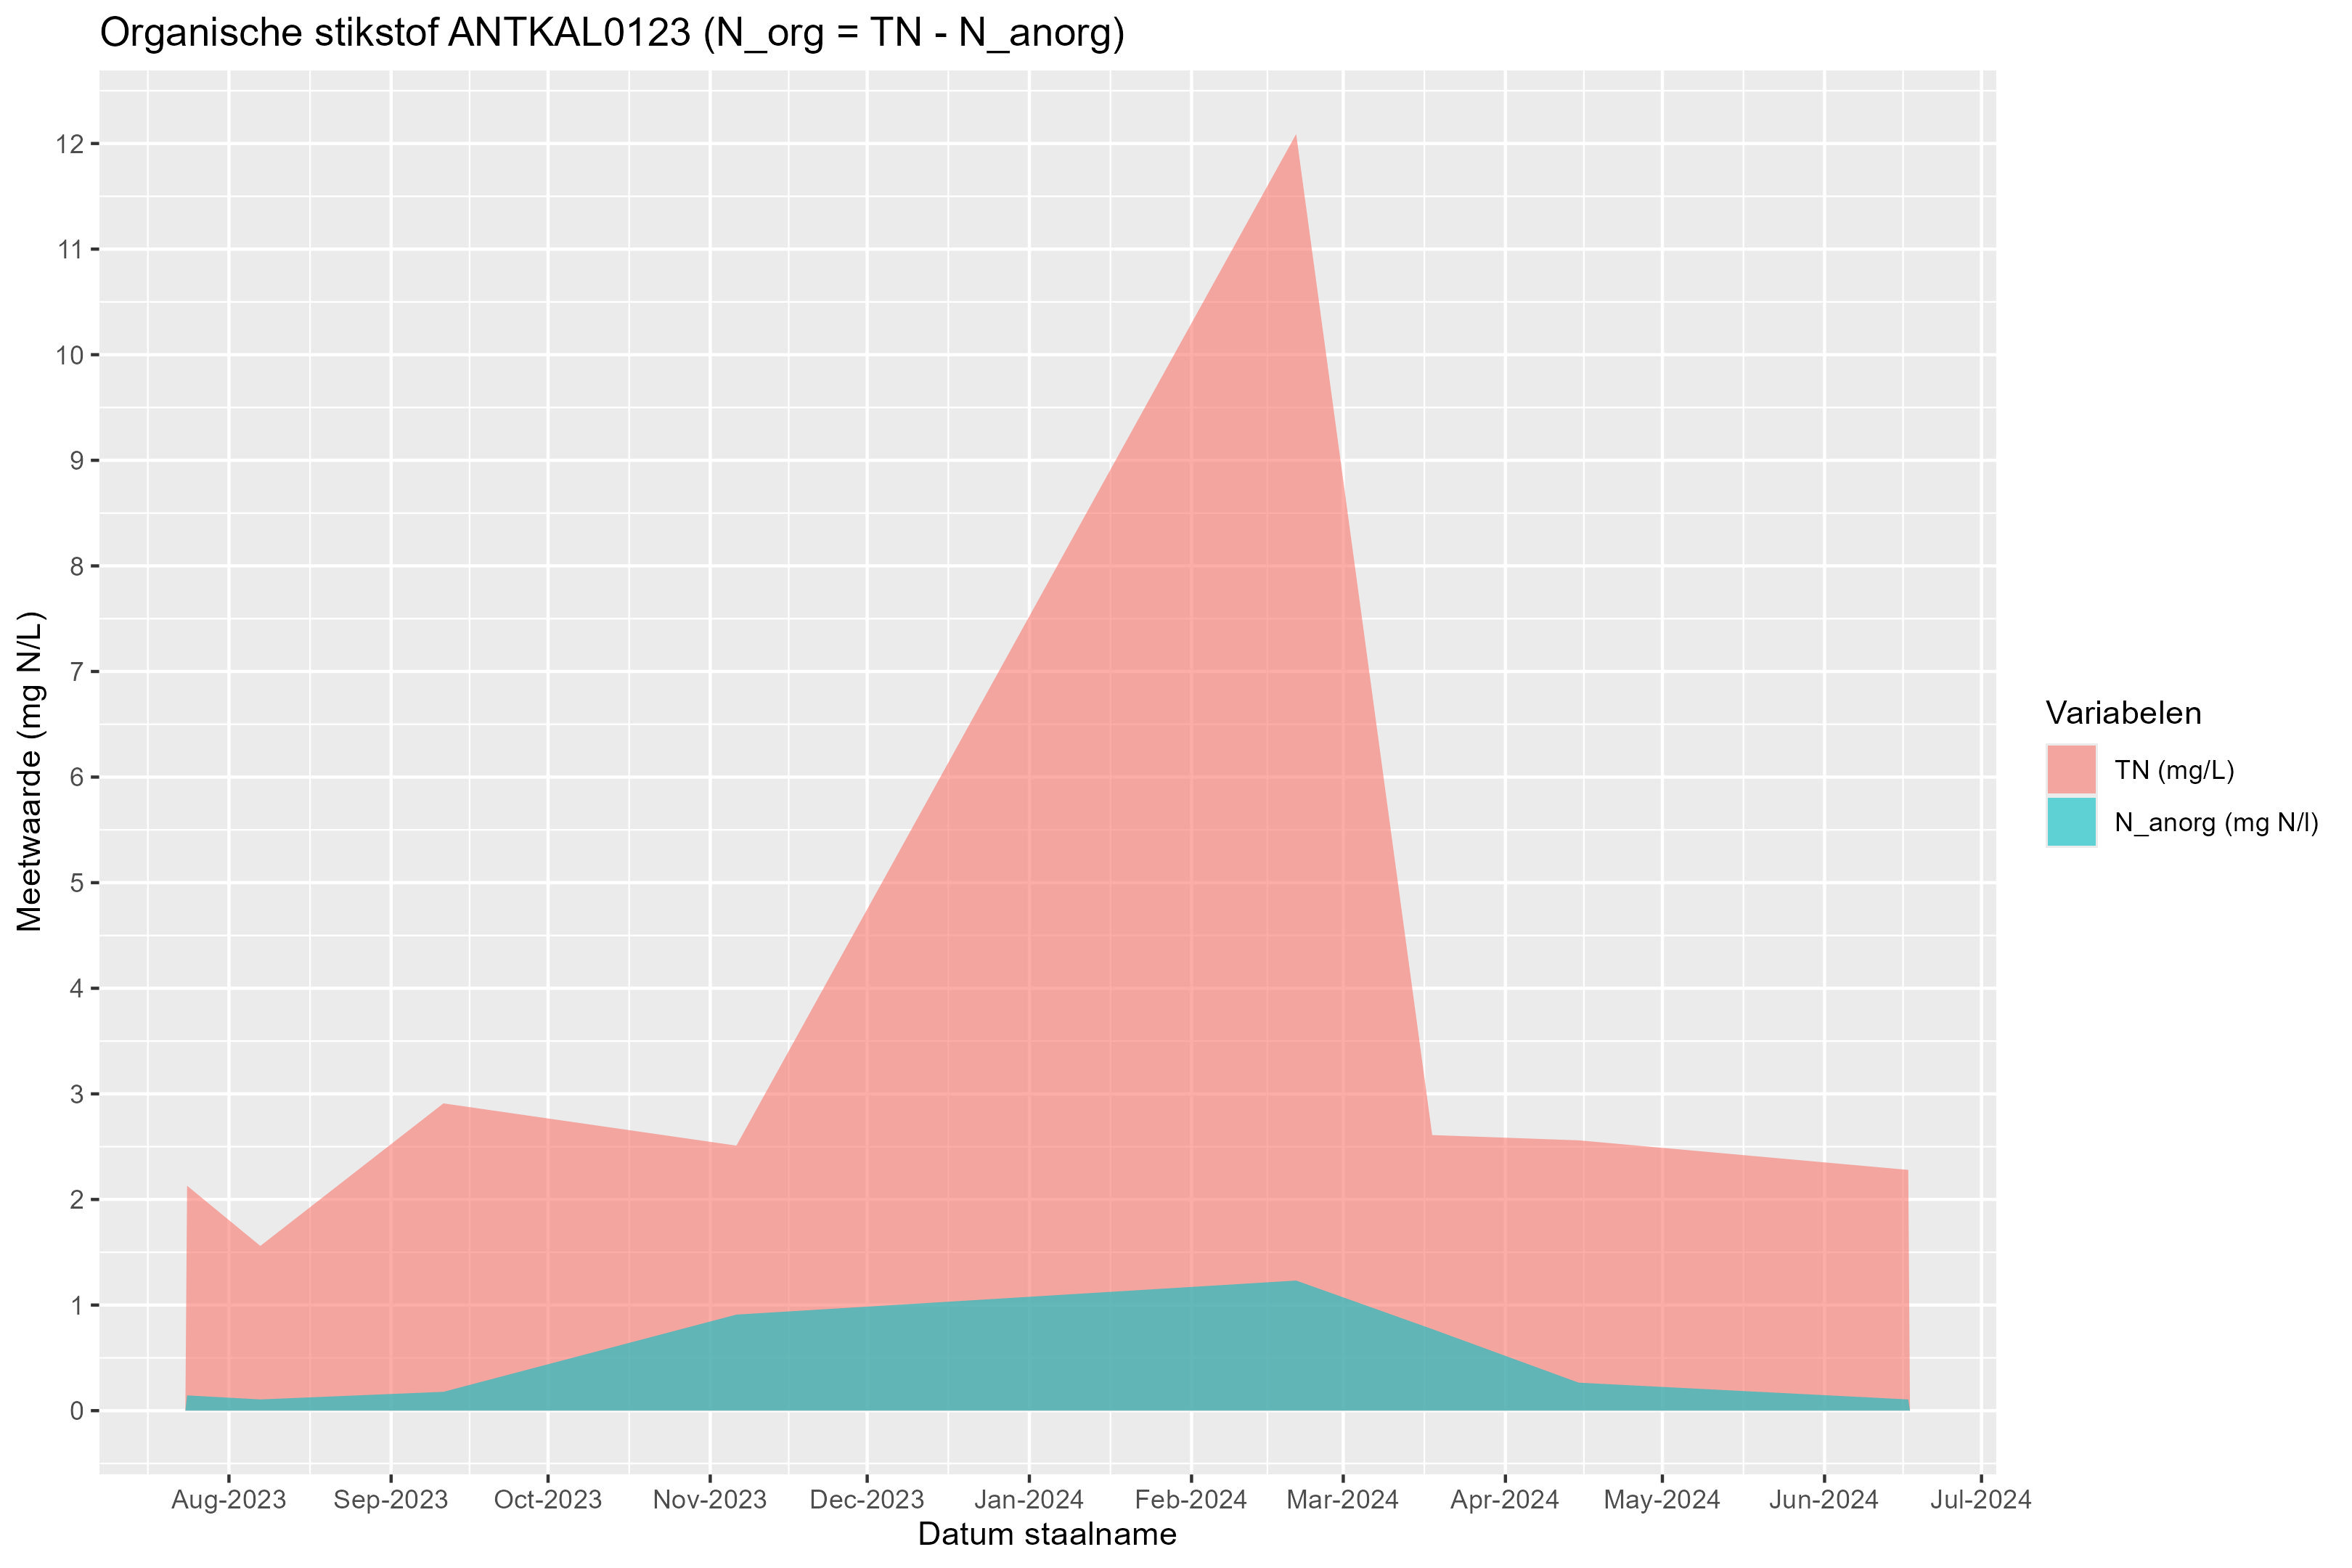 Organische stikstof ANTKAL0123 (N_org = TN - N_anorg)
Meetwaarde (mg N/L)
12
11
10
9
8
7
6
5
4
3
2
1
0
Aug-2023 Sep-2023 Oct-2023 Nov-2023 Dec-2023 Jan-2024 Feb-2024 Mar-2024 Apr-2024 May-2024 Jun-2024 Jul-2024
Datum staalname
Variabelen
TN (mg/L)
N_anorg (mg N/l)